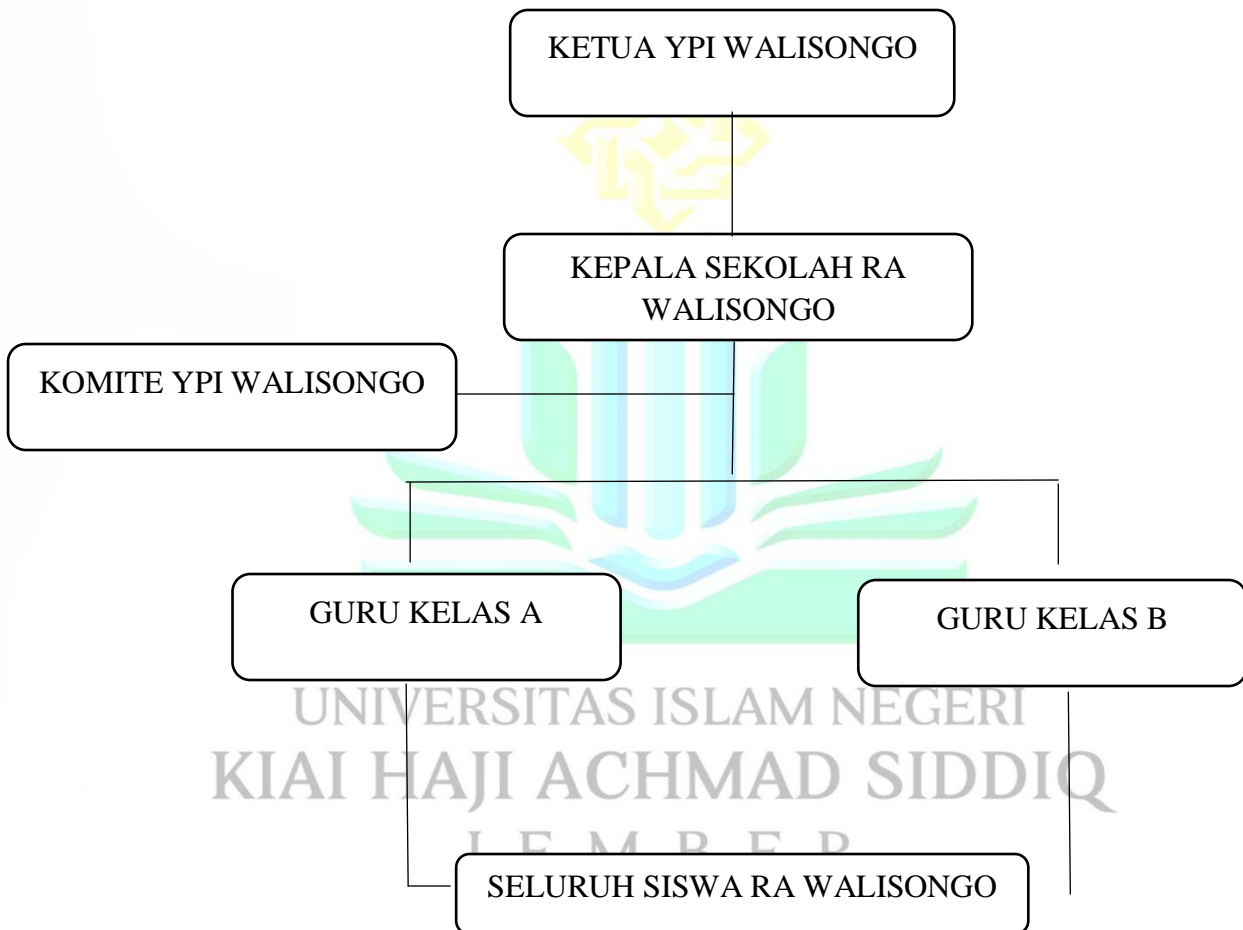 KETUA YPI WALISONGO
KEPALA SEKOLAH RA
WALISONGO
KOMITE YPI WALISONGO
GURU KELAS A
GURU KELAS B
UNIVERSITAS ISLAM NEGERI
KIAI HAJI ACHMAD SIDDIQ
J E M B E R
SELURUH SISWA RA WALISONGO